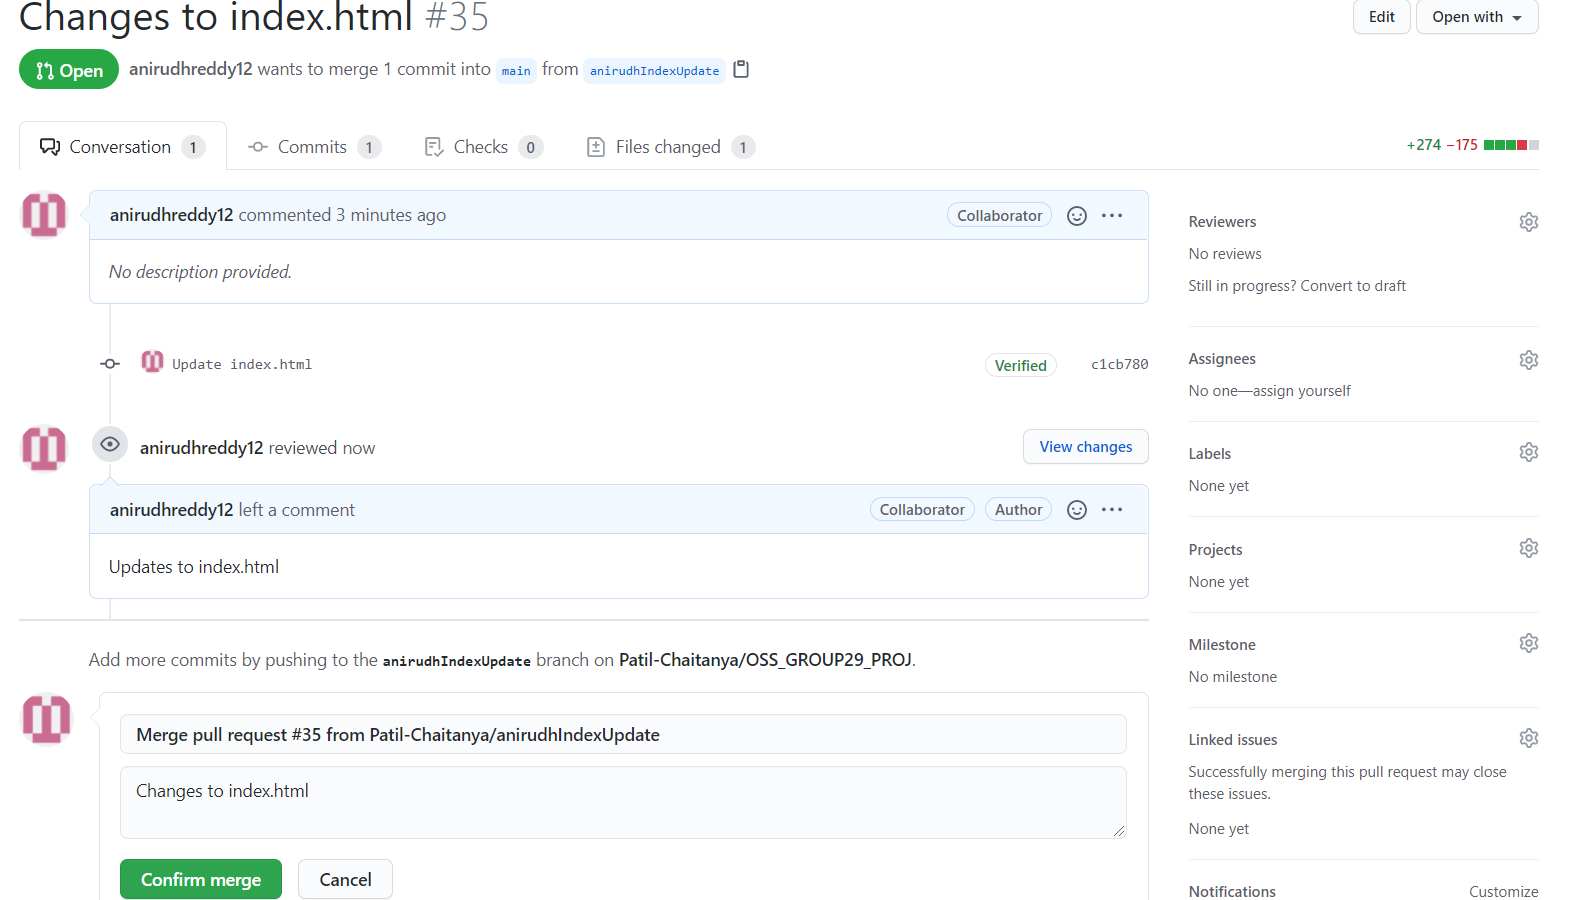 Changes to index.html #35
Edit
Open with
Open
anirudhreddy12 wants to merge 1 commit into main from anirudhIndexUpdate
Conversation 1
Commits 1
Checks 0
Files changed 1
+274 −175
anirudhreddy12 commented 3 minutes ago
Collaborator
No description provided.
Update index.html
Verified
c1cb780
anirudhreddy12 reviewed now
View changes
anirudhreddy12 left a comment
Collaborator
Author
Updates to index.html
Add more commits by pushing to the anirudhIndexUpdate branch on Patil-Chaitanya/OSS_GROUP29_PROJ.
Merge pull request #35 from Patil-Chaitanya/anirudhIndexUpdate
Changes to index.html
Confirm merge
Cancel
Reviewers
No reviews
Still in progress? Convert to draft
Assignees
No one—assign yourself
Labels
None yet
Projects
None yet
Milestone
No milestone
Linked issues
Successfully merging this pull request may close
these issues.
None yet
Notifications
Customize